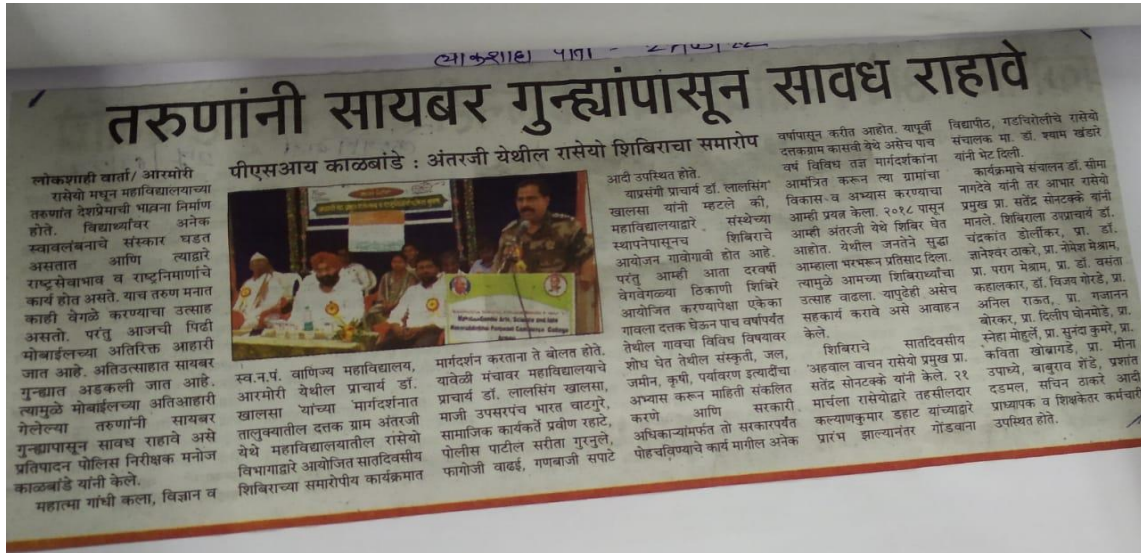 तरुणांनी सायबर गुन्ह्यांपासून सावध राहावे
पीएसआय काळबांडे : अंतरजी येथील रासेयो शिबिराचा समारोप
लोकशाही वार्ता/ आरमोरी
रासेयो मधून महाविद्यालयाच्या
तरुणांत देशप्रेमाची भावना निर्माण
होते. विद्यार्थ्यांवर अनेक
स्वावलंबनाचे संस्कार घडत
असतात आणि त्याद्वारे
राष्ट्रसेवाभाव व राष्ट्रनिमाणांचे
कार्य होत असते. याच तरुण मनात
काही वेगळे करण्याचा उत्साह
असतो. परंतु आजची पिढी
मोबाईलच्या अतिरिक्त आहारी
जात आहे. अतिउत्साहात सायबर
गुन्ह्यात अडकली जात आहे.
त्यामुळे मोबाईलच्या अतिआहारी
गेलेल्या तरुणांनी सायबर
गुन्ह्यापासून सावध राहावे असे
प्रतिपादन पोलिस निरीक्षक मनोज
काळबांडे यांनी केले.
महात्मा गांधी कला, विज्ञान व
स्व.न.पं. वाणिज्य महाविद्यालय,
आरमोरी येथील प्राचार्य डॉ.
खालसा यांच्या मार्गदर्शनात
तालुक्यातील दत्तक ग्राम अंतरजी
येथे महाविद्यालयातील रासेयो
विभागाद्वारे आयोजित सातदिवसीय
शिबिराच्या समारोपीय कार्यक्रमात
मार्गदर्शन करताना ते बोलत होते.
यावेळी मंचावर महाविद्यालयाचे
प्राचार्य डॉ. लालसिंग खालसा,
माजी उपसरपंच भारत चाटगुरे,
सामाजिक कार्यकर्ते प्रवीण रहाटे,
पोलीस पाटील सरीता गुरनुले,
फागोजी वाढई, गणबाजी सपाटे
आदी उपस्थित होते.
याप्रसंगी प्राचार्य डॉ. लालसिंग
खालसा यांनी म्हटले की,
महाविद्यालयाद्वारे संस्थेच्या
स्थापनेपासूनच शिबिराचे
आयोजन गावोगावी होत आहे.
परंतु आम्ही आता दरवर्षी
वेगवेगळ्या ठिकाणी शिबिरे
आयोजित करण्यापेक्षा एकेका
गावला दत्तक घेऊन पाच वर्षापर्यंत
तेथील गावचा विविध विषयावर
शोध घेत तेथील संस्कृती, जल,
जमीन, कृषी, पर्यावरण इत्यादींचा
अभ्यास करून माहिती संकलित
करणे आणि सरकारी
अधिकाऱ्यांमर्फत तो सरकारपर्यंत
पोहचविण्याचे कार्य मागील अनेक
वर्षापासून करीत आहोत. यापूर्वी
दत्तकग्राम कासवी येथे असेच पाच
वर्ष विविध तज्ञ मार्गदर्शकांना
आमंत्रित करून त्या ग्रामांचा
विकास व अभ्यास करण्याचा
आम्ही प्रयत्न केला. २०१८ पासून
आम्ही अंतरजी येथे शिबिर घेत
आहोत. येथील जनतेने सुद्धा
आम्हाला भरभरून प्रतिसाद दिला.
त्यामुळे आमच्या शिबिरार्थ्यांचा
उत्साह वाढला. यापुढेही असेच
सहकार्य करावे असे आवाहन
केले.
शिबिराचे सातदिवसीय
अहवाल वाचन रासेयो प्रमुख प्रा.
सतेंद्र सोनटक्के यांनी केले. २१
मार्चला रासेयोद्वारे तहसीलदार
कल्याणकुमार डहाट यांच्याद्वारे
प्रारंभ झाल्यानंतर गोंडवाना
विद्यापीठ, गडचिरोलीचे रासेयो
संचालक मा. डॉ. श्याम खंडारे
यांनी भेट दिली.
कार्यक्रमाचे संचालन डॉ. सीमा
नागदेवे यांनी तर आभार रासेयो
प्रमुख प्रा. सतेंद्र सोनटक्के यांनी
मानले. शिबिराला उपप्राचार्य डॉ.
चंद्रकांत डोर्लीकर, प्रा. डॉ.
ज्ञानेश्वर ठाकरे, प्रा. नोमेश मेश्राम,
प्रा. पराग मेश्राम, प्रा. डॉ. वसंता
कहालकार, डॉ. विजय गोरडे, प्रा.
अनिल राऊत, प्रा. गजानन
बोरकर, प्रा. दिलीप घोनमोडे, प्रा.
स्नेहा मोहुर्ले, प्रा. सुनंदा कुमरे, प्रा.
कविता खोब्रागडे, प्रा. मीना
उपाध्ये, बाबुराव शेंडे, प्रशांत
दडमल, सचिन ठाकरे आदी
प्राध्यापक व शिक्षकेतर कर्मचारी
उपस्थित होते.